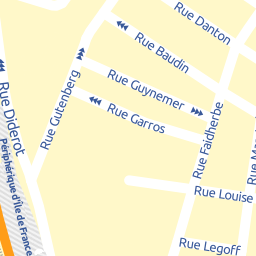 Rue Danton
Rue Baudin
Rue Guynemer
Rue Garros
Rue Gutenberg
Rue Diderot
Périphérique d'Île de France
Rue Faidherbe
Rue Louise
Rue Legoff